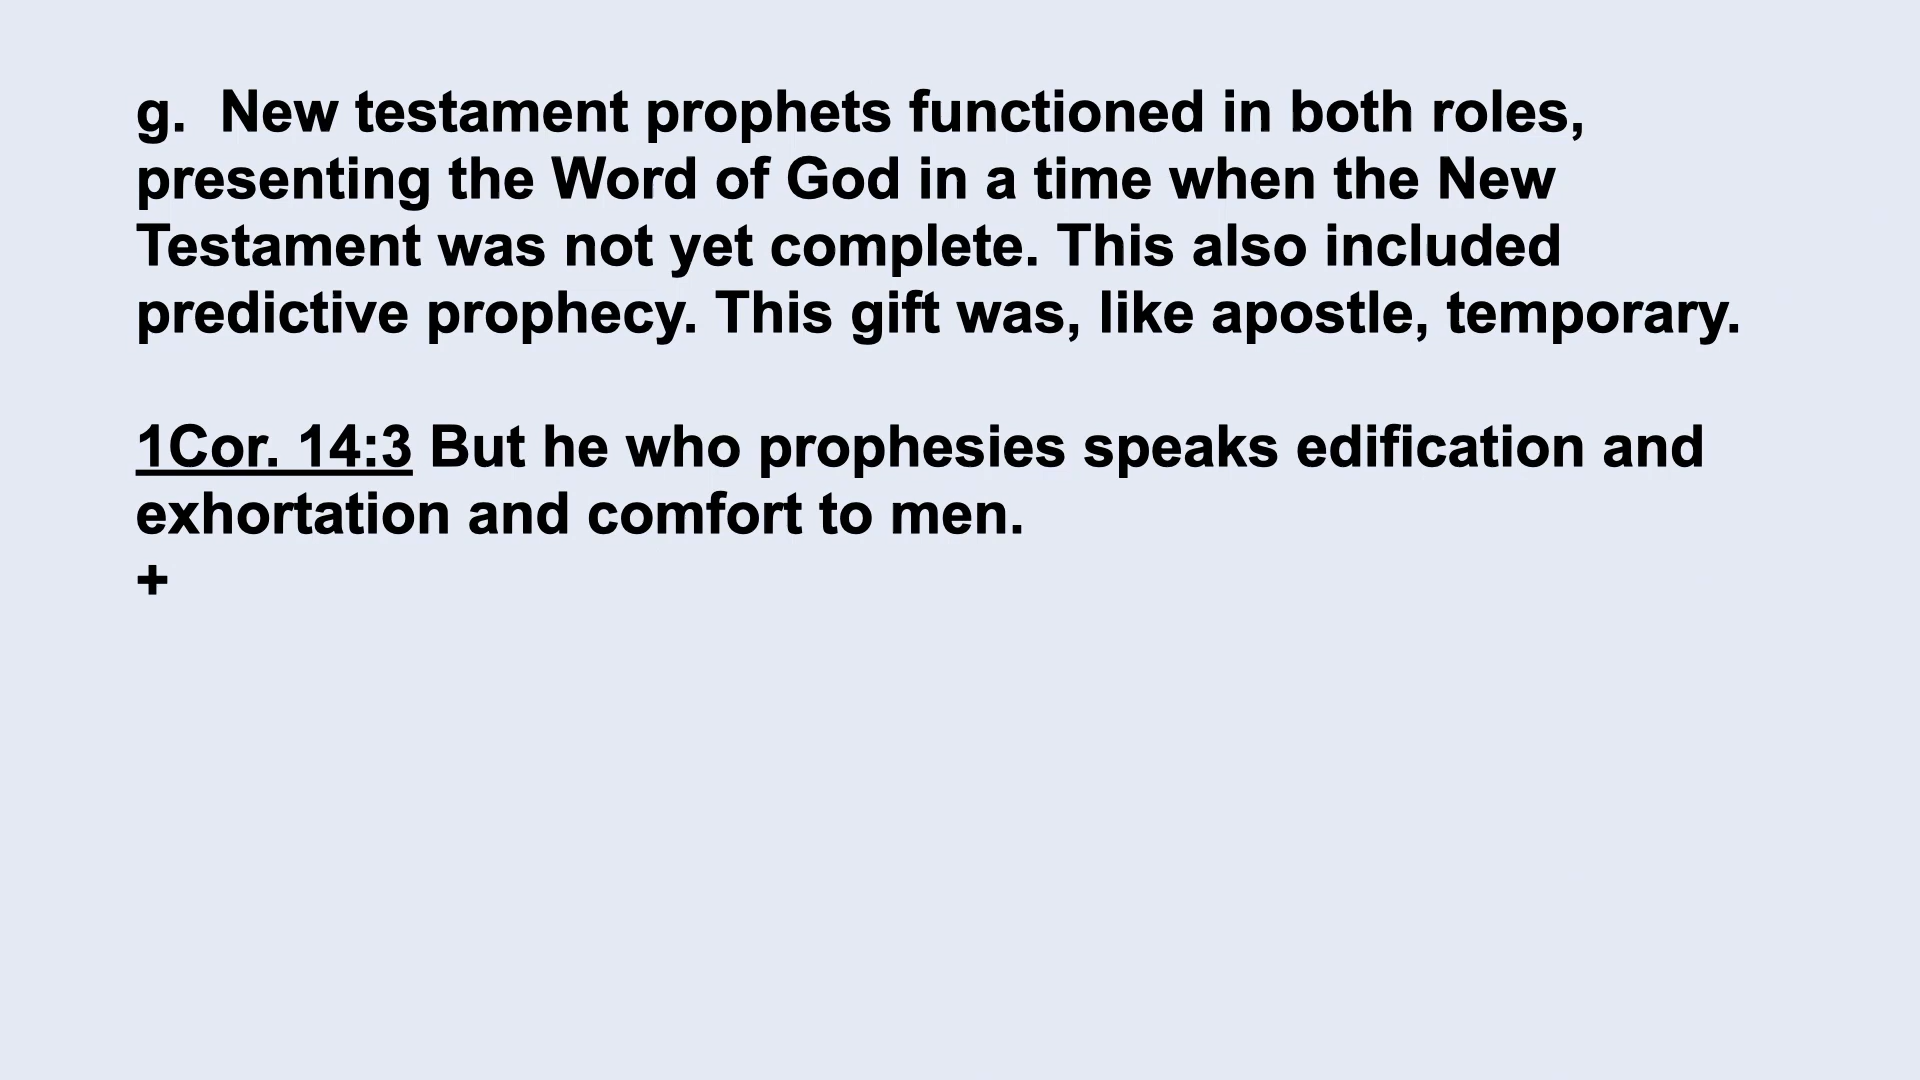 g.  New testament prophets functioned in both roles,
presenting the Word of God in a time when the New
Testament was not yet complete. This also included
predictive prophecy. This gift was, like apostle, temporary.
1Cor. 14:3 But he who prophesies speaks edification and
exhortation and comfort to men.
+